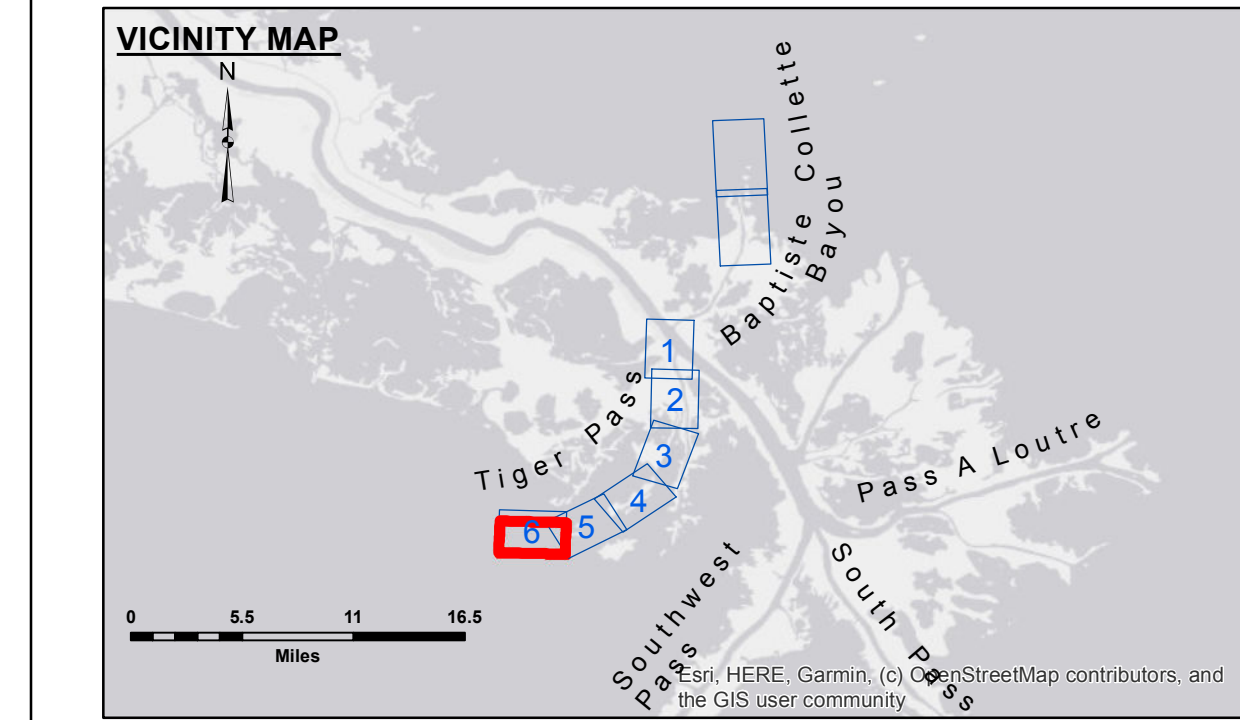 VICINITY MAP
N
Baptiste Collette
Bayou
1
2
Tiger Pass
3
Pass A Loutre
4
5
6
Southwest
Pass
South Pass
0 5.5 11 16.5
Miles
Esri, HERE, Garmin, (c) OpenStreetMap contributors, and
the GIS user community